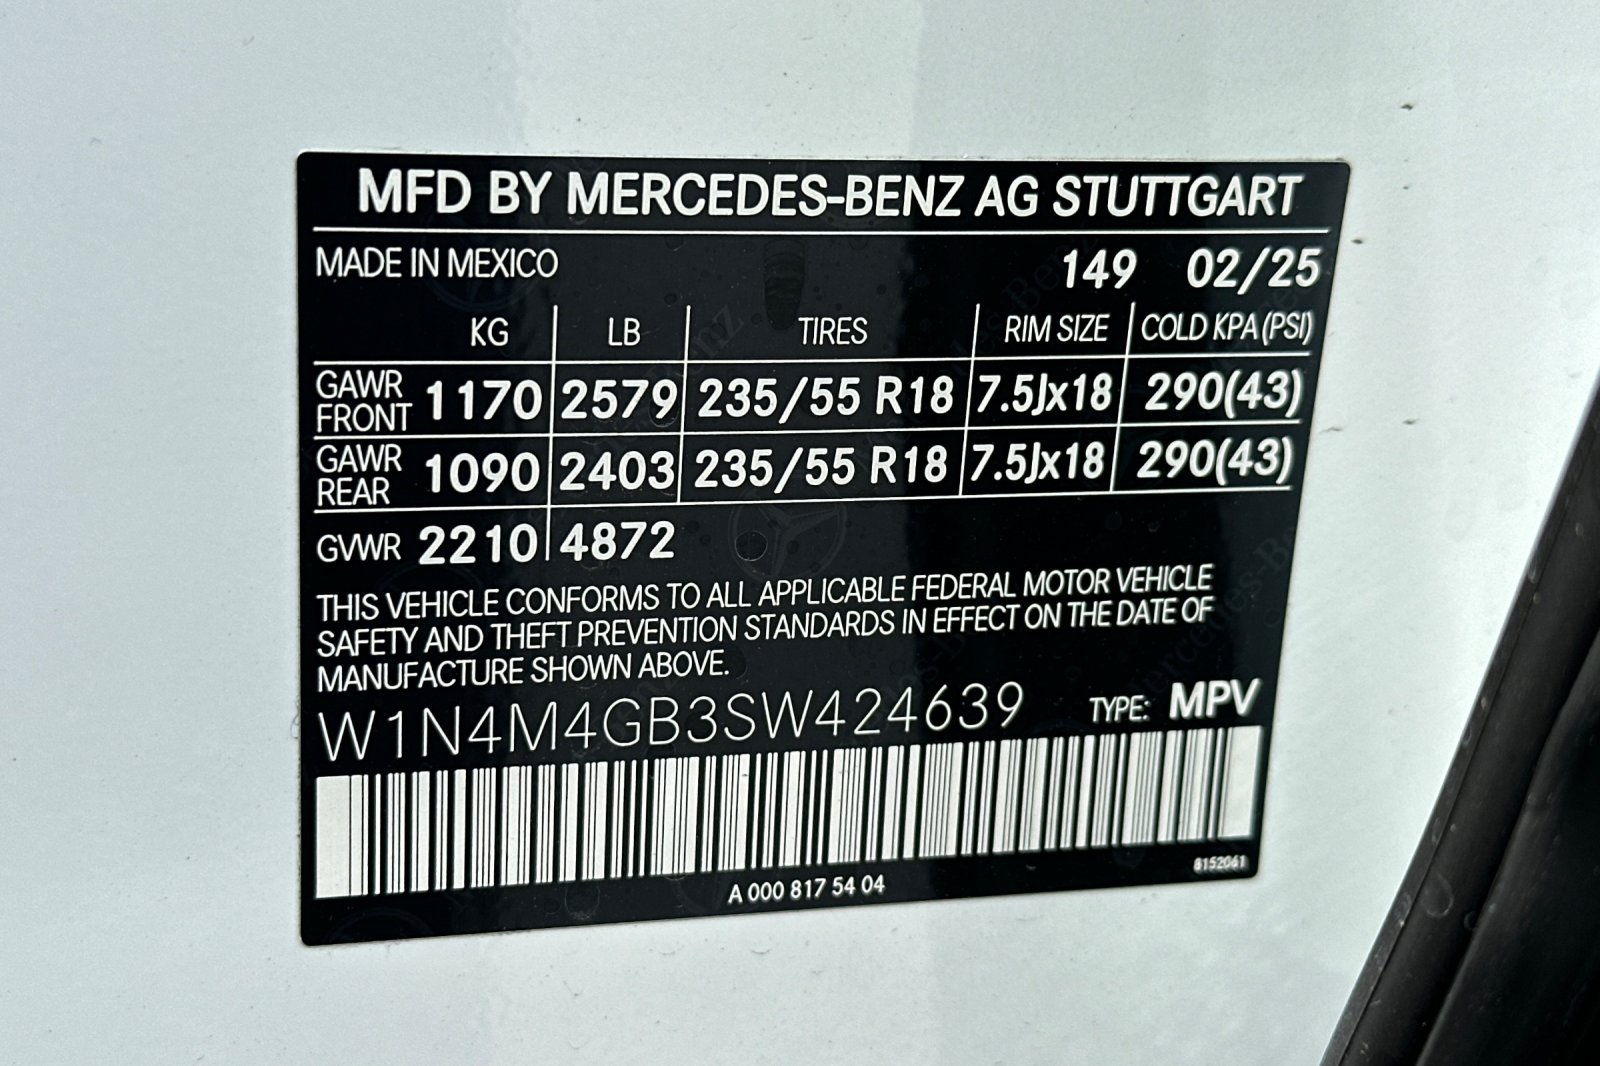 MFD BY MERCEDES-BENZ AG STUTTGART
MADE IN MEXICO 149 02/25
KG LB TIRES RIM SIZE COLD KPA (PSI)
GAWR FRONT 1170 2579 235/55 R18 7.5Jx18 290(43)
GAWR REAR 1090 2403 235/55 R18 7.5Jx18 290(43)
GVWR 2210 4872
THIS VEHICLE CONFORMS TO ALL APPLICABLE FEDERAL MOTOR VEHICLE
SAFETY AND THEFT PREVENTION STANDARDS IN EFFECT ON THE DATE OF
MANUFACTURE SHOWN ABOVE.
W1N4M4GB3SW424639 TYPE: MPV
8152061
A 000 817 54 04